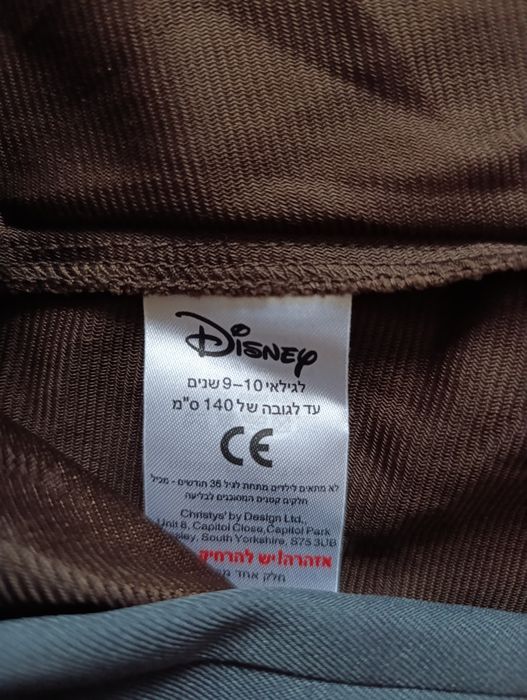 Disney
לגילאי 9-10 שנים
עד לגובה של 140 ס"מ
CE
לא מתאים לילדים מתחת לגיל 36 חודשים - מכיל
חלקים קטנים המסוכנים לבליעה
Christys' by Design Ltd.,
Unit 8, Capitol Close, Capitol Park
South Yorkshire, S75 3UB
אזהרה! יש להרחיק
חלק אחד